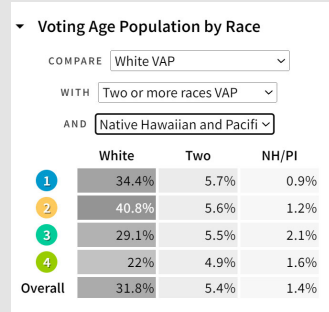 Voting Age Population by Race
COMPARE White VAP
WITH Two or more races VAP
AND Native Hawaiian and Pacifi
White Two NH/PI
1 34.4% 5.7% 0.9%
2 40.8% 5.6% 1.2%
3 29.1% 5.5% 2.1%
4 22% 4.9% 1.6%
Overall 31.8% 5.4% 1.4%